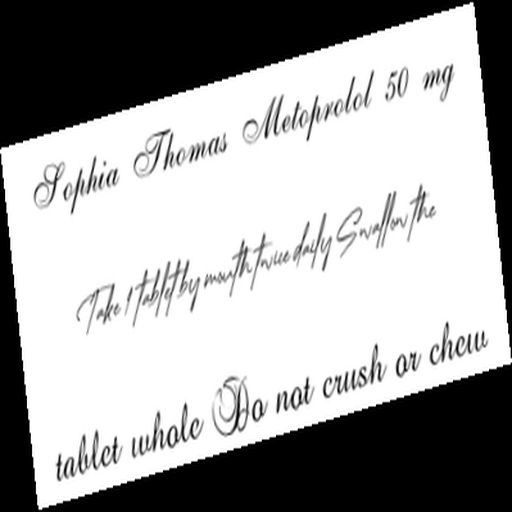 Sophia Thomas Metoprolol 50 mg
Take 1 tablet by mouth twice daily Swallow the
tablet whole Do not crush or chew